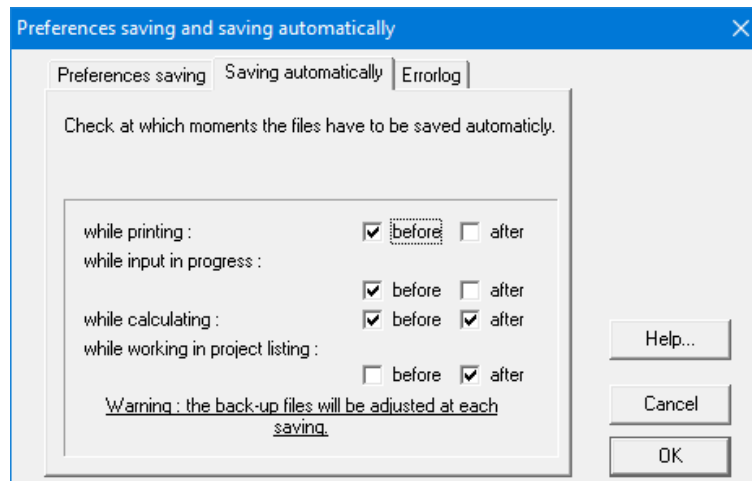 Preferences saving and saving automatically
Preferences saving Saving automatically Errorlog
Check at which moments the files have to be saved automaticly.
while printing : before after
while input in progress :
before after
while calculating : before after
while working in project listing :
before after
Warning : the back-up files will be adjusted at each
saving.
Help...
Cancel
OK